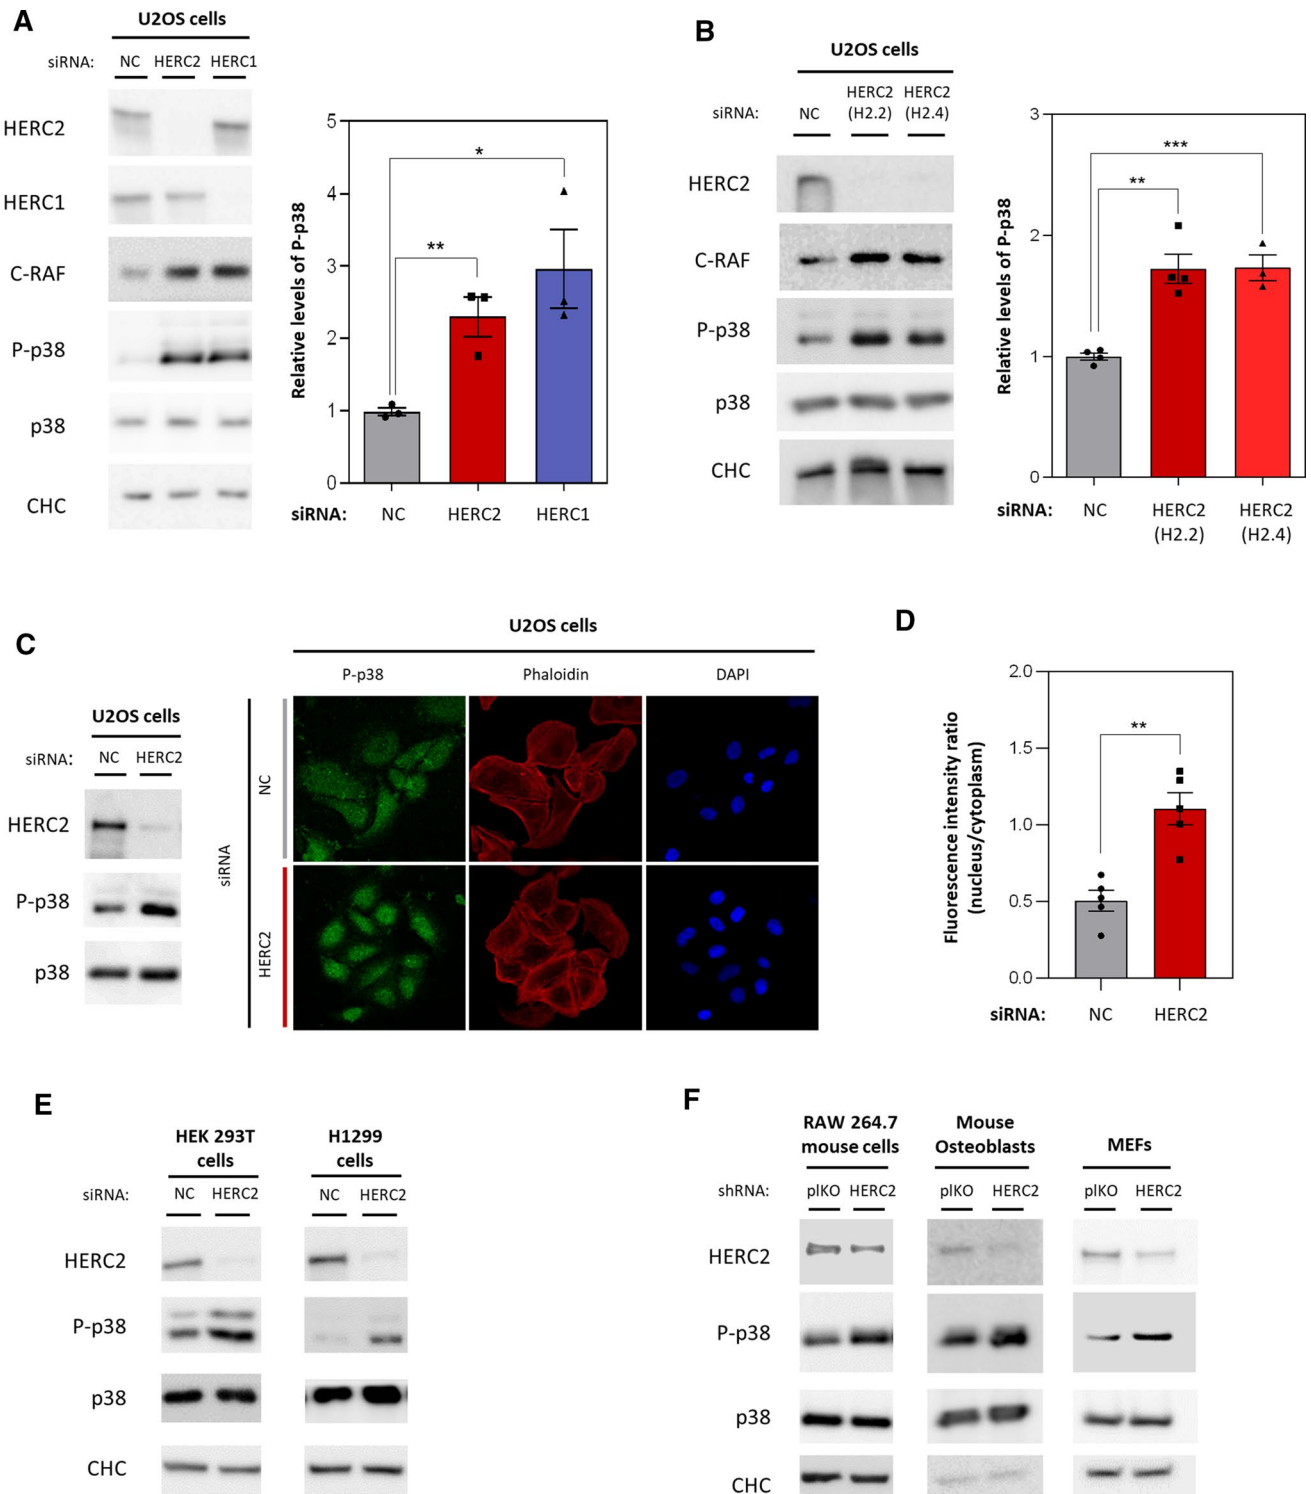 A
U2OS cells
siRNA: NC HERC2 HERC1
HERC2
HERC1
C-RAF
P-p38
p38
CHC
Relative levels of P-p38
5
4
3
2
1
0
*
**
siRNA: NC HERC2 HERC1
B
U2OS cells
siRNA: NC HERC2 (H2.2) HERC2 (H2.4)
HERC2
C-RAF
P-p38
p38
CHC
Relative levels of P-p38
3
2
1
0
***
**
siRNA: NC HERC2 (H2.2) HERC2 (H2.4)
C
U2OS cells
siRNA: NC HERC2
HERC2
P-p38
p38
U2OS cells
P-p38 Phaloidin DAPI
siRNA
NC
HERC2
D
Fluorescence intensity ratio
(nucleus/cytoplasm)
2.0
1.5
1.0
0.5
0.0
**
siRNA: NC HERC2
E
HEK 293T
cells
H1299
cells
siRNA: NC HERC2 NC HERC2
HERC2
P-p38
p38
CHC
F
RAW 264.7
mouse cells
Mouse
Osteoblasts
MEFs
shRNA: plKO HERC2 plKO HERC2 plKO HERC2
HERC2
P-p38
p38
CHC